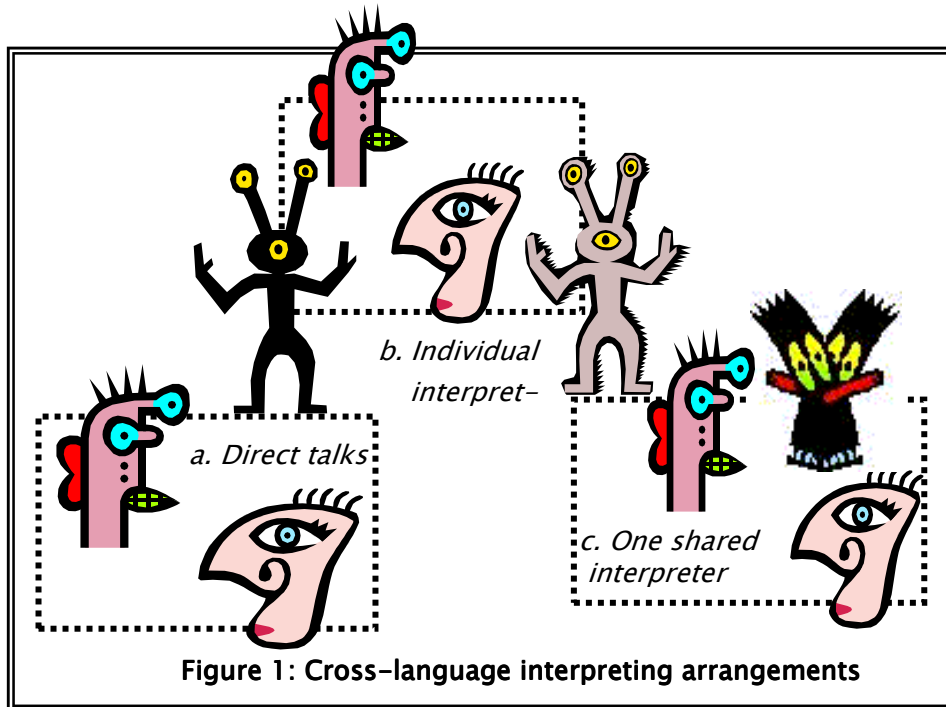 b. Individual
interpret-
a. Direct talks
c. One shared
interpreter
Figure 1: Cross-language interpreting arrangements